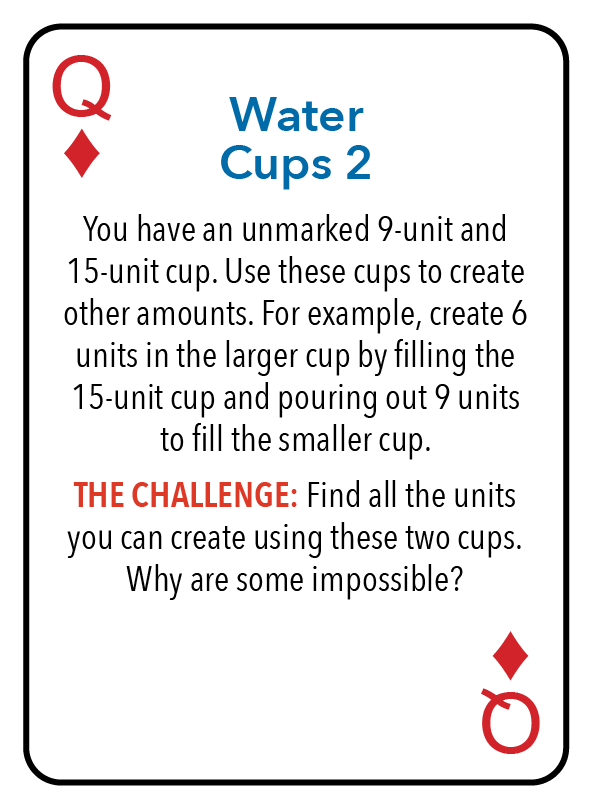 Q
Water
Cups 2
You have an unmarked 9-unit and
15-unit cup. Use these cups to create
other amounts. For example, create 6
units in the larger cup by filling the
15-unit cup and pouring out 9 units
to fill the smaller cup.
THE CHALLENGE: Find all the units
you can create using these two cups.
Why are some impossible?
Q